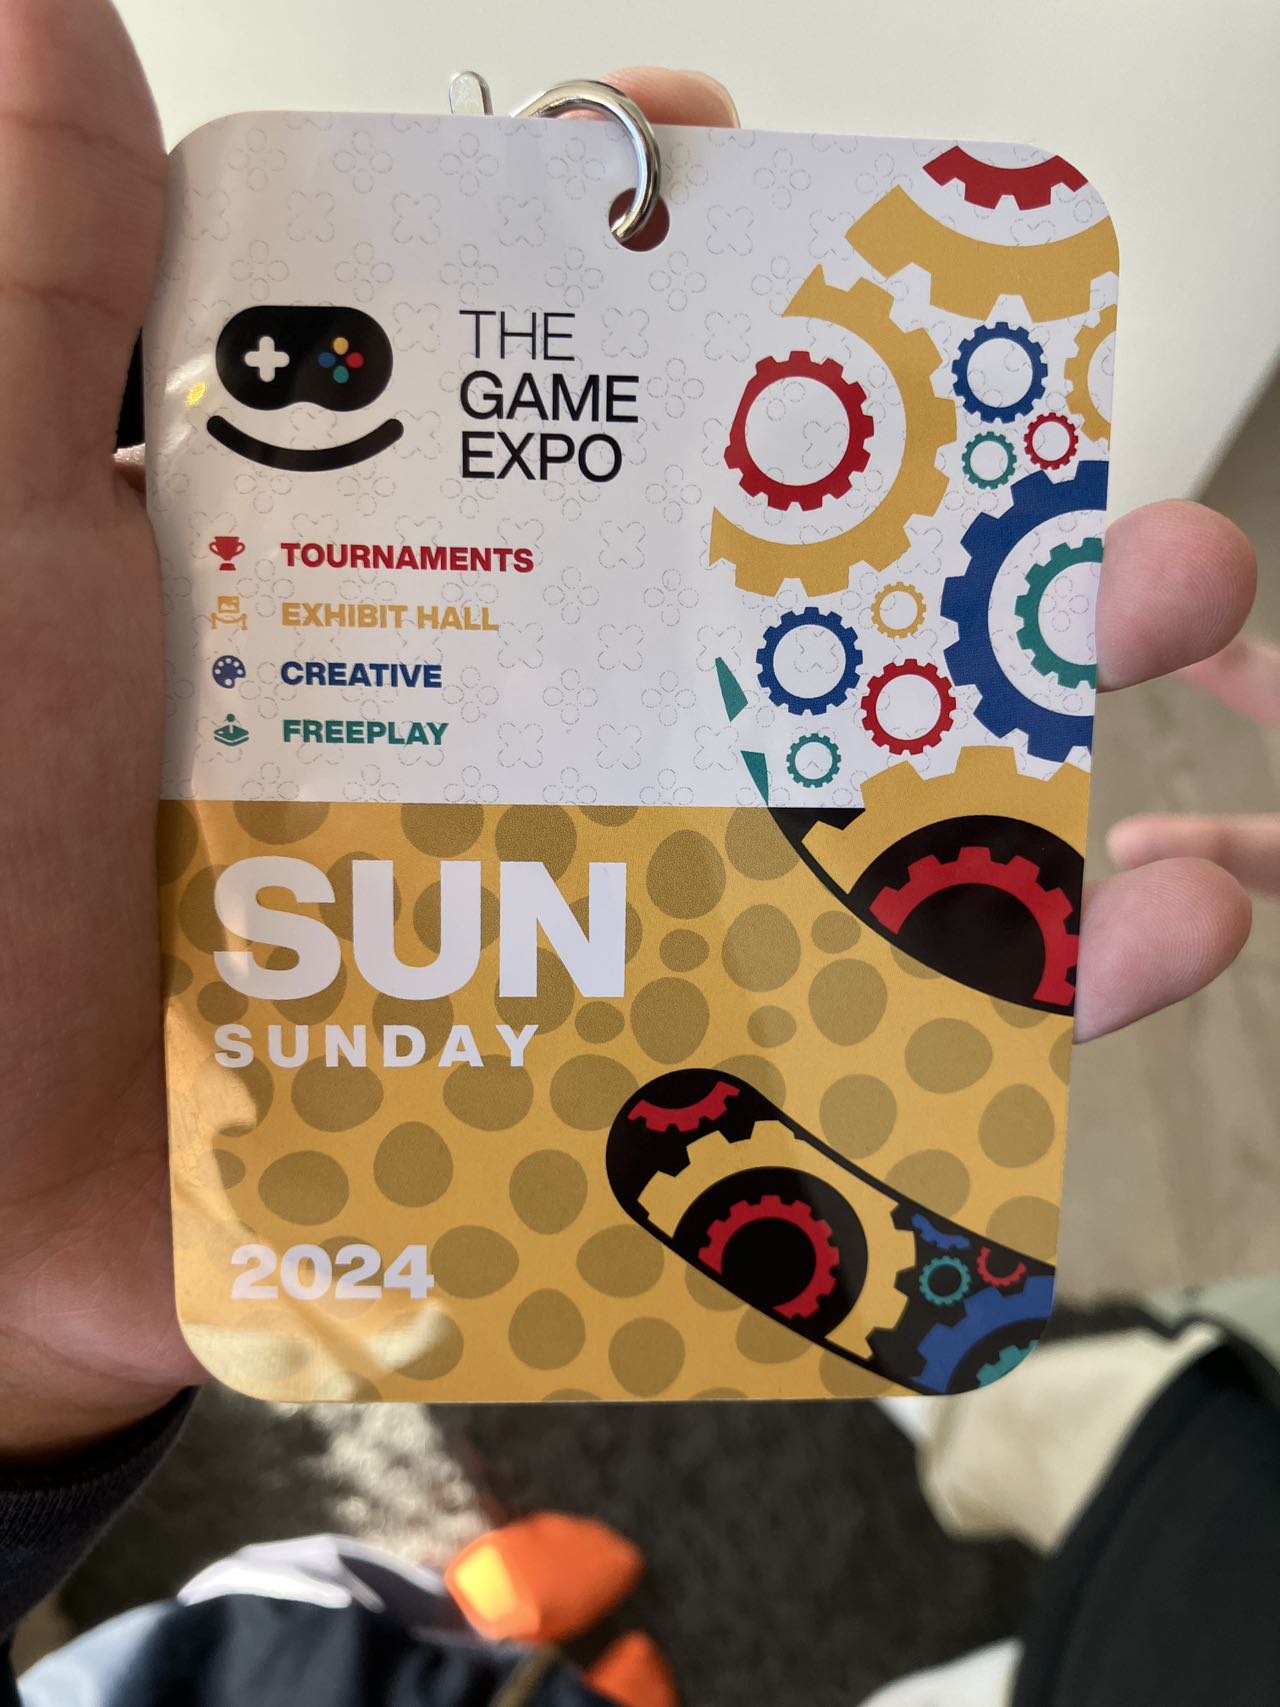 THE
GAME
EXPO
TOURNAMENTS
EXHIBIT HALL
CREATIVE
FREEPLAY
SUN
SUNDAY
2024